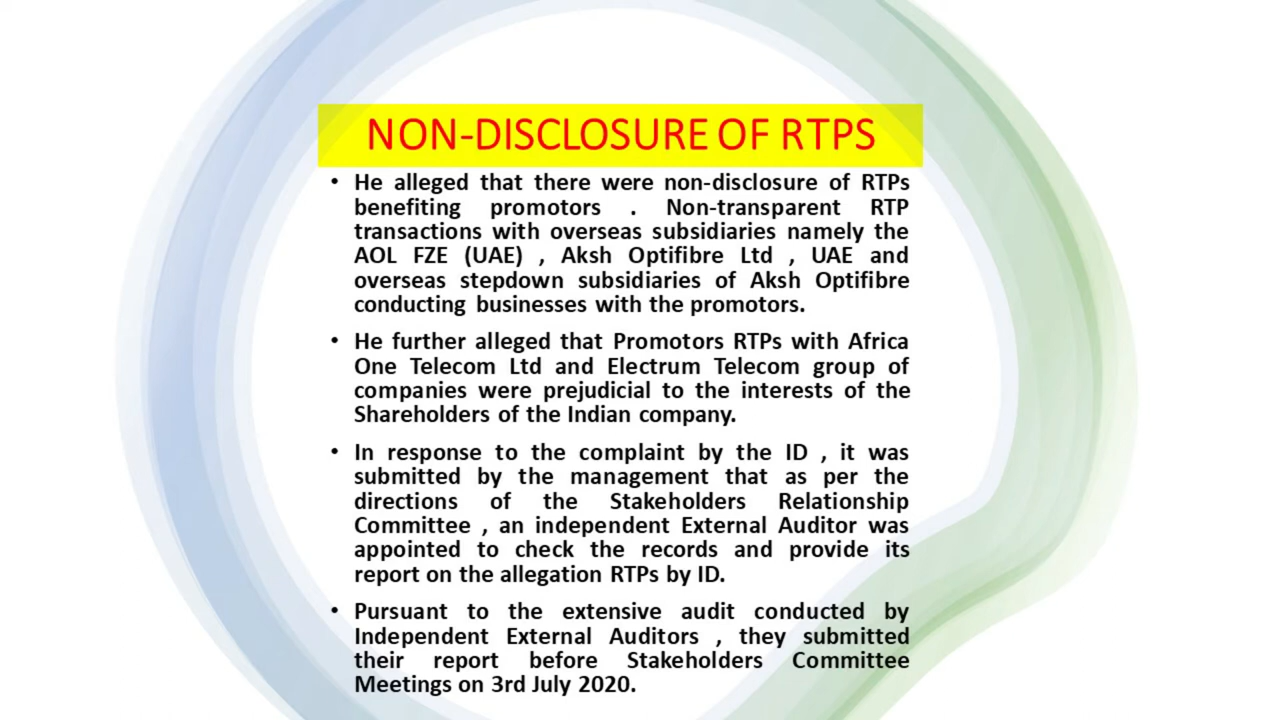 NON-DISCLOSURE OF RTPS
• He alleged that there were non-disclosure of RTPs
benefiting promotors . Non-transparent RTP
transactions with overseas subsidiaries namely the
AOL FZE (UAE) , Aksh Optifibre Ltd , UAE and
overseas stepdown subsidiaries of Aksh Optifibre
conducting businesses with the promotors.
• He further alleged that Promotors RTPs with Africa
One Telecom Ltd and Electrum Telecom group of
companies were prejudicial to the interests of the
Shareholders of the Indian company.
• In response to the complaint by the ID , it was
submitted by the management that as per the
directions of the Stakeholders Relationship
Committee , an independent External Auditor was
appointed to check the records and provide its
report on the allegation RTPs by ID.
• Pursuant to the extensive audit conducted by
Independent External Auditors , they submitted
their report before Stakeholders Committee
Meetings on 3rd July 2020.